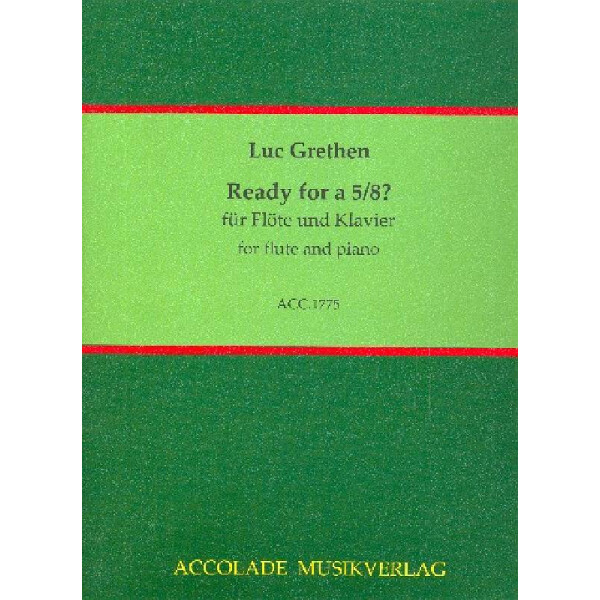 Luc Grethen
Ready for a 5/8?
für Flöte und Klavier
for flute and piano
ACC.1775
ACCOLADE MUSIKVERLAG